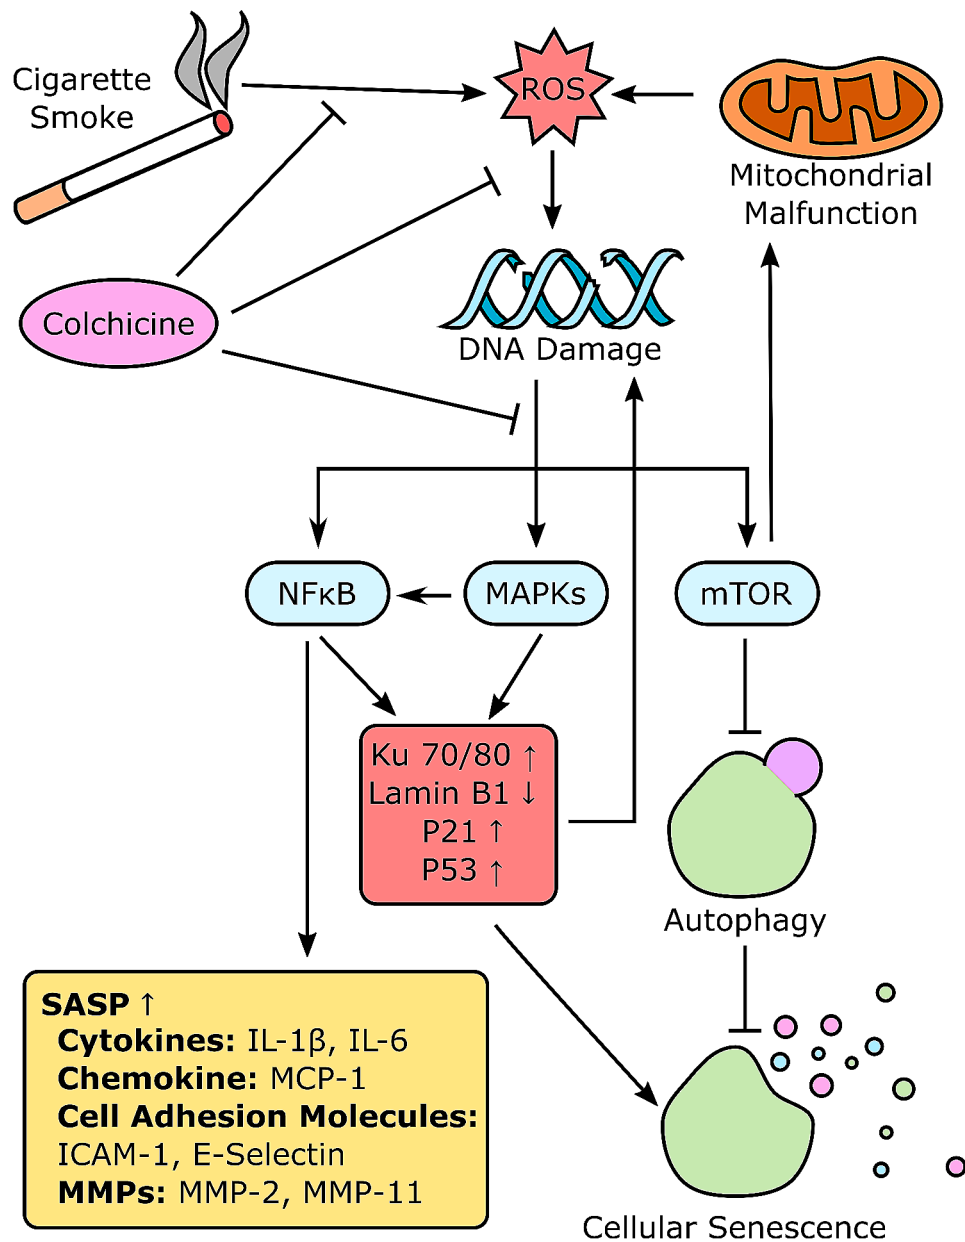 Cigarette
Smoke
ROS
Mitochondrial
Malfunction
Colchicine
DNA Damage
NFκB
MAPKs
mTOR
Ku 70/80 ↑
Lamin B1 ↓
P21 ↑
P53 ↑
Autophagy
SASP ↑
Cytokines: IL-1β, IL-6
Chemokine: MCP-1
Cell Adhesion Molecules:
ICAM-1, E-Selectin
MMPs: MMP-2, MMP-11
Cellular Senescence